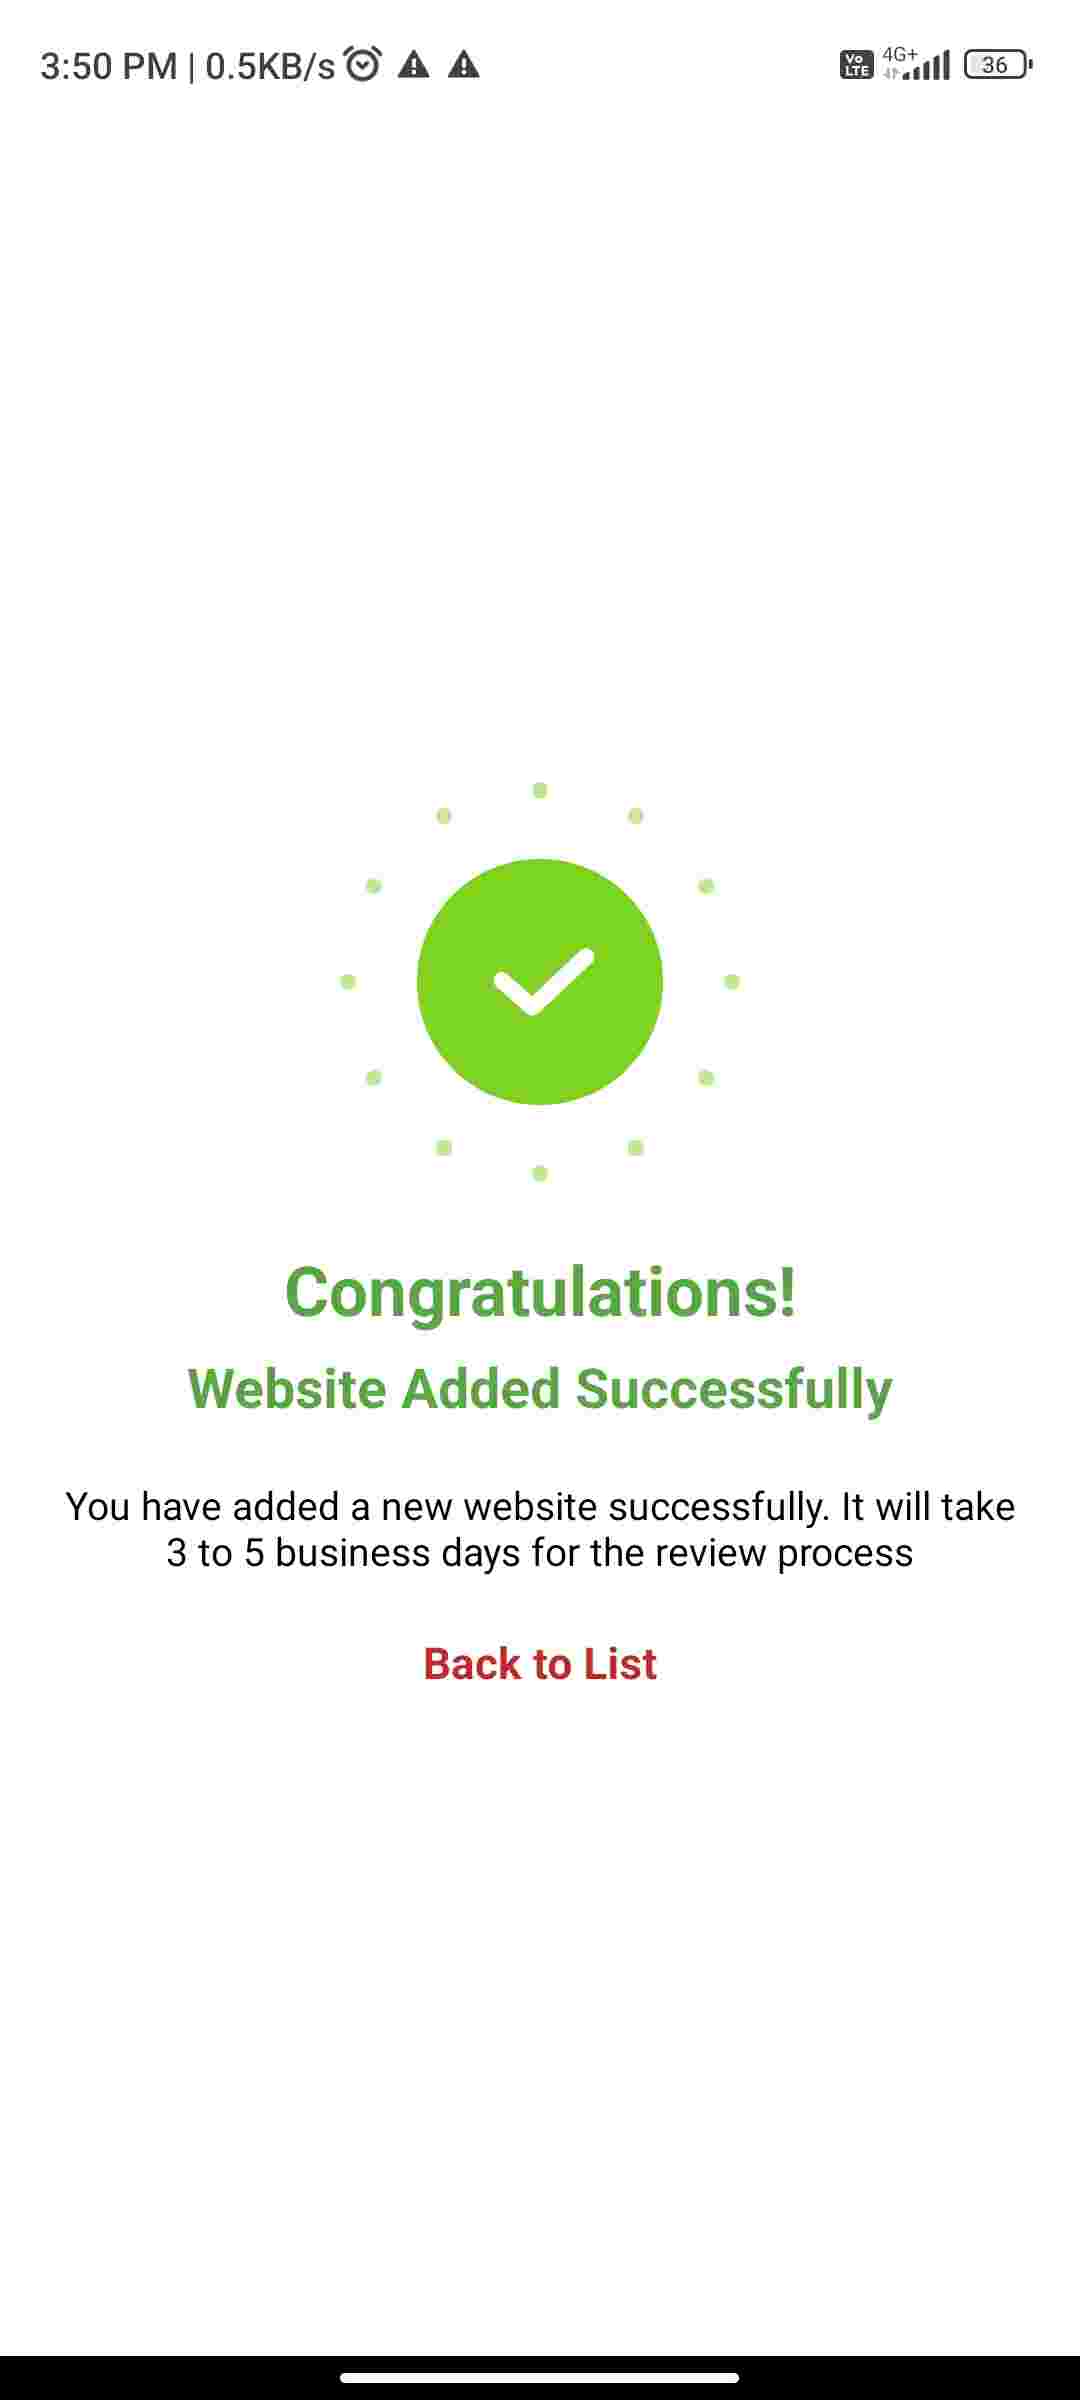 3:50 PM | 0.5KB/s
Vo LTE 4G+ 36
Congratulations!
Website Added Successfully
You have added a new website successfully. It will take
3 to 5 business days for the review process
Back to List